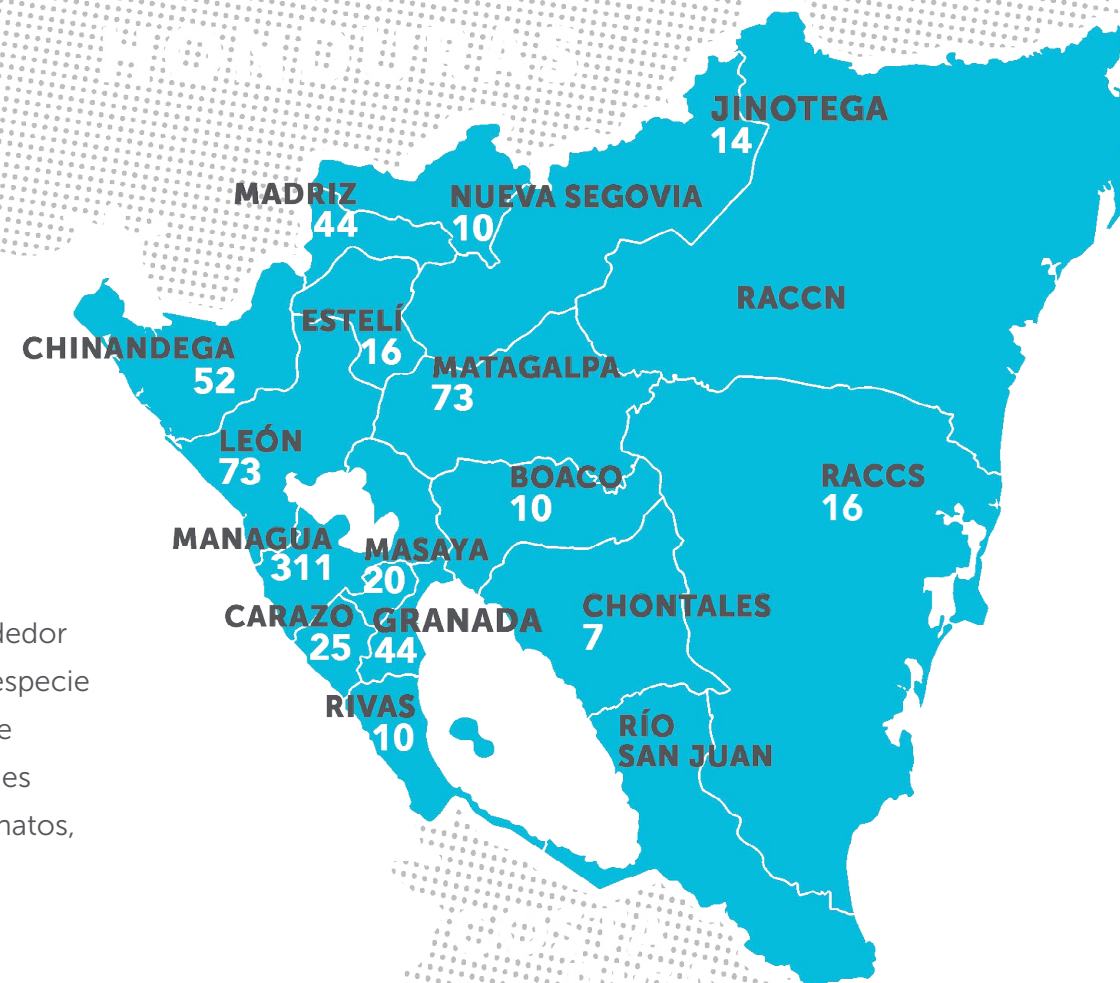 HONDURAS
JINOTEGA
14
MADRIZ
44
NUEVA SEGOVIA
10
RACCN
ESTELÍ
16
CHINANDEGA
52
MATAGALPA
73
LEÓN
73
BOACO
10
RACCS
16
MANAGUA
311
MASAYA
20
CHONTALES
7
CARAZO
25
GRANADA
44
RIVAS
10
RÍO
SAN JUAN
dedor
especie
e
es
natos,